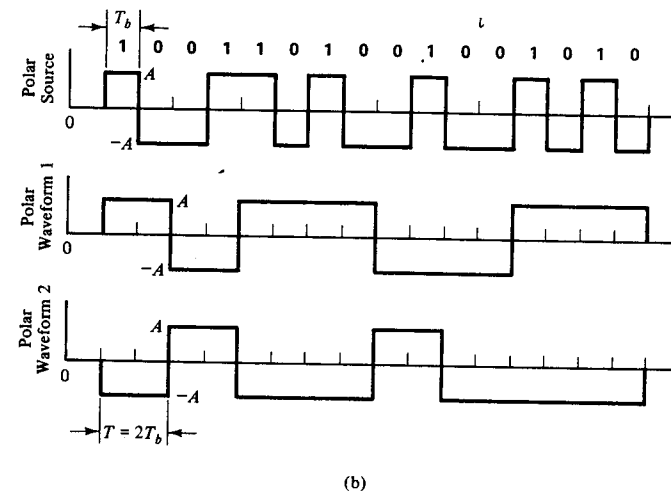 T_b
ι
1 0 0 1 1 0 1 0 0 1 0 0 1 0 1 0
Polar
Source
A
0
−A
Polar
Waveform 1
A
0
−A
Polar
Waveform 2
A
0
−A
T = 2T_b
(b)